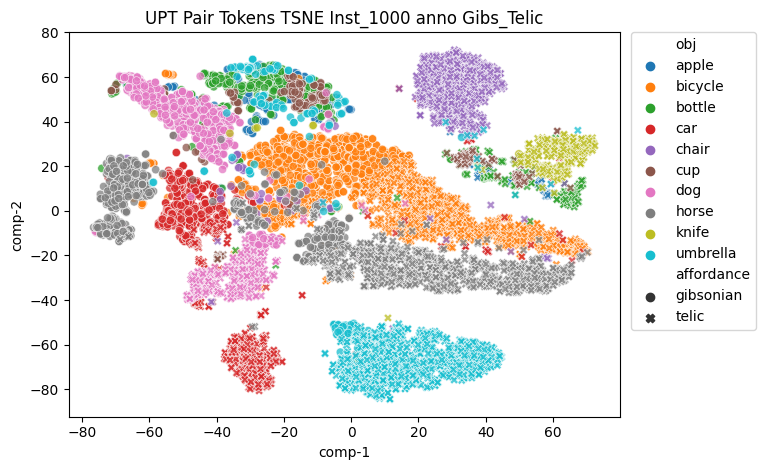 UPT Pair Tokens TSNE Inst_1000 anno Gibs_Telic
80
60
40
20
0
−20
−40
−60
−80
comp-2
−80 −60 −40 −20 0 20 40 60
comp-1
obj
apple
bicycle
bottle
car
chair
cup
dog
horse
knife
umbrella
affordance
gibsonian
telic